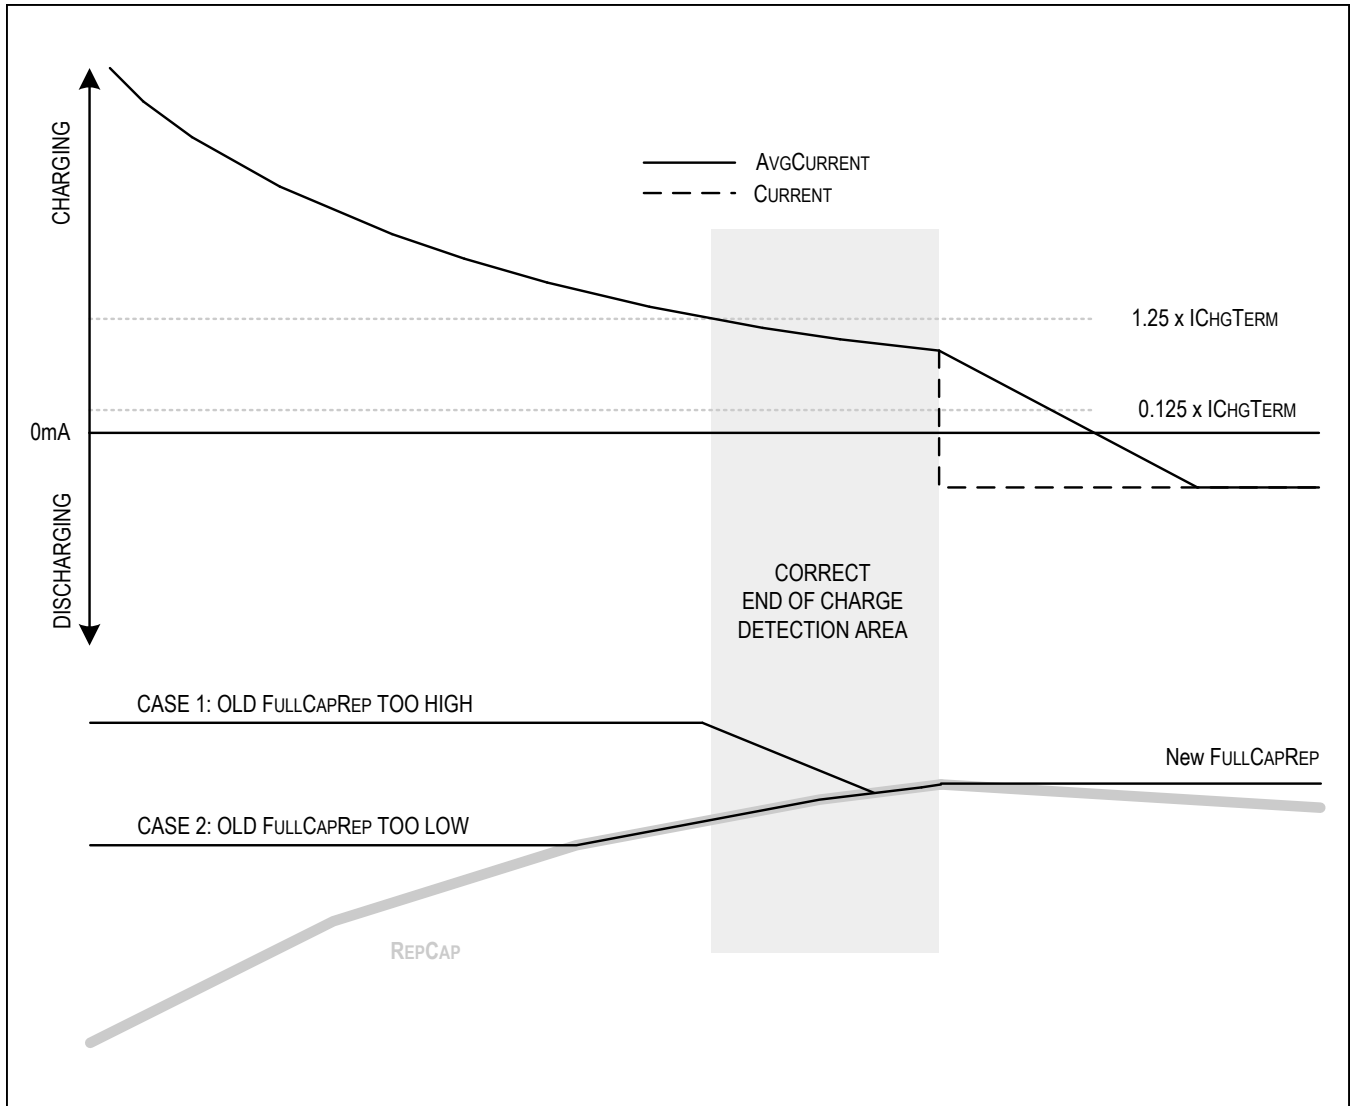 CHARGING
AVGCURRENT
CURRENT
1.25 x ICHGTERM
0.125 x ICHGTERM
0mA
DISCHARGING
CORRECT
END OF CHARGE
DETECTION AREA
CASE 1: OLD FULLCAPREP TOO HIGH
New FULLCAPREP
CASE 2: OLD FULLCAPREP TOO LOW
REPCAP